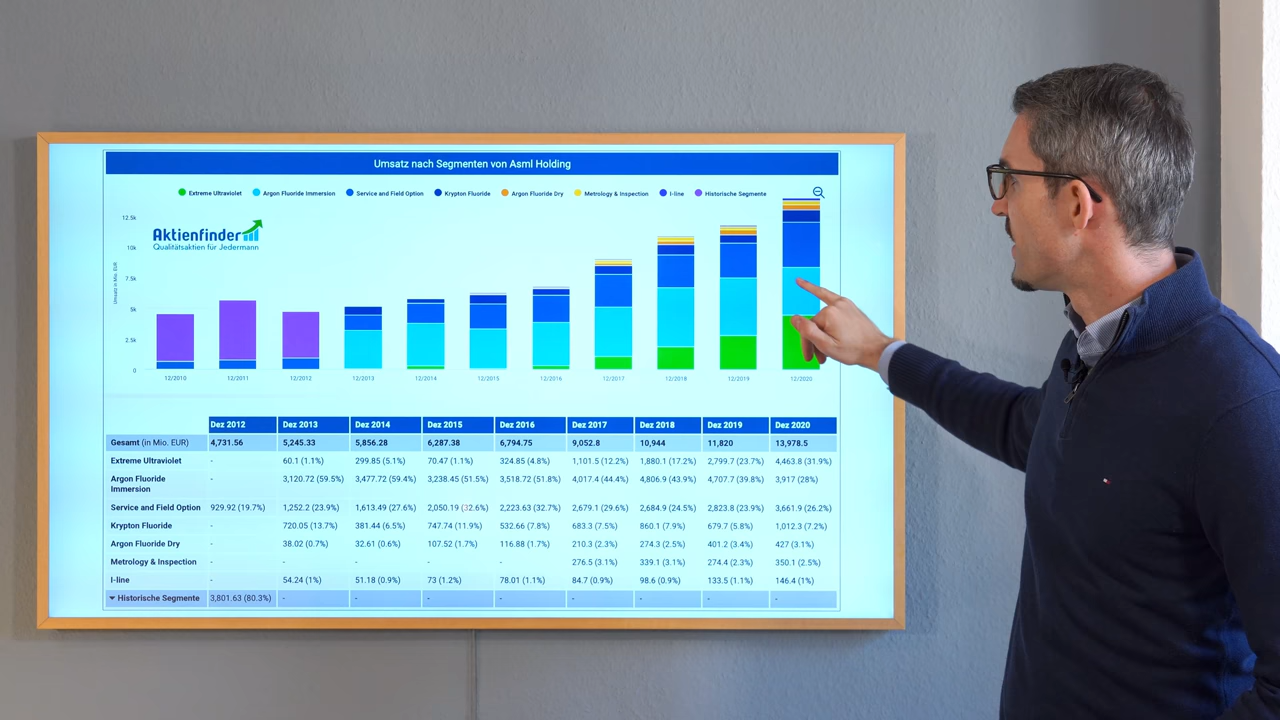 Umsatz nach Segmenten von Asml Holding
Extreme Ultraviolet Argon Fluoride Immersion Service and Field Option Krypton Fluoride Argon Fluoride Dry Metrology & Inspection I-line Historische Segmente
Aktienfinder
Qualitätsaktien für Jedermann
Umsatz in Mio. EUR
12.5k
10k
7.5k
5k
2.5k
0
12/2010 12/2011 12/2012 12/2013 12/2014 12/2015 12/2016 12/2017 12/2018 12/2019 12/2020
Dez 2012 Dez 2013 Dez 2014 Dez 2015 Dez 2016 Dez 2017 Dez 2018 Dez 2019 Dez 2020
Gesamt (in Mio. EUR) 4,731.56 5,245.33 5,856.28 6,287.38 6,794.75 9,052.8 10,944 11,820 13,978.5
Extreme Ultraviolet - 60.1 (1.1%) 299.85 (5.1%) 70.47 (1.1%) 324.85 (4.8%) 1,101.5 (12.2%) 1,880.1 (17.2%) 2,799.7 (23.7%) 4,463.8 (31.9%)
Argon Fluoride
Immersion - 3,120.72 (59.5%) 3,477.72 (59.4%) 3,238.45 (51.5%) 3,518.72 (51.8%) 4,017.4 (44.4%) 4,806.9 (43.9%) 4,707.7 (39.8%) 3,917 (28%)
Service and Field Option 929.92 (19.7%) 1,252.2 (23.9%) 1,613.49 (27.6%) 2,050.19 (32.6%) 2,223.63 (32.7%) 2,679.1 (29.6%) 2,684.9 (24.5%) 2,823.8 (23.9%) 3,661.9 (26.2%)
Krypton Fluoride - 720.05 (13.7%) 381.44 (6.5%) 747.74 (11.9%) 532.66 (7.8%) 683.3 (7.5%) 860.1 (7.9%) 679.7 (5.8%) 1,012.3 (7.2%)
Argon Fluoride Dry - 38.02 (0.7%) 32.61 (0.6%) 107.52 (1.7%) 116.88 (1.7%) 210.3 (2.3%) 274.3 (2.5%) 401.2 (3.4%) 427 (3.1%)
Metrology & Inspection - - - - - 276.5 (3.1%) 339.1 (3.1%) 274.4 (2.3%) 350.1 (2.5%)
I-line - 54.24 (1%) 51.18 (0.9%) 73 (1.2%) 78.01 (1.1%) 84.7 (0.9%) 98.6 (0.9%) 133.5 (1.1%) 146.4 (1%)
Historische Segmente 3,801.63 (80.3%) - - - - - - - -